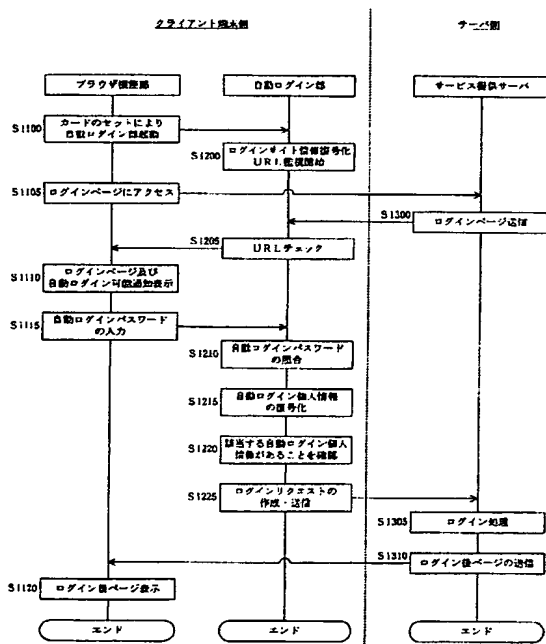 クライアント端末側
サーバ側
ブラウザ機能部
自動ログイン部
サービス提供サーバ
S1100
カードのセットにより
自動ログイン部起動
S1200
ログインサイト情報復号化
URL監視開始
S1105
ログインページにアクセス
S1300
ログインページ送信
S1205
URLチェック
S1110
ログインページ及び
自動ログイン可能通知表示
S1115
自動ログインパスワード
の入力
S1210
自動ログインパスワード
の照合
S1215
自動ログイン個人情報
の復号化
S1220
該当する自動ログイン個人
情報があることを確認
S1225
ログインリクエストの
作成・送信
S1305
ログイン処理
S1310
ログイン後ページの送信
S1120
ログイン後ページ表示
エンド
エンド
エンド